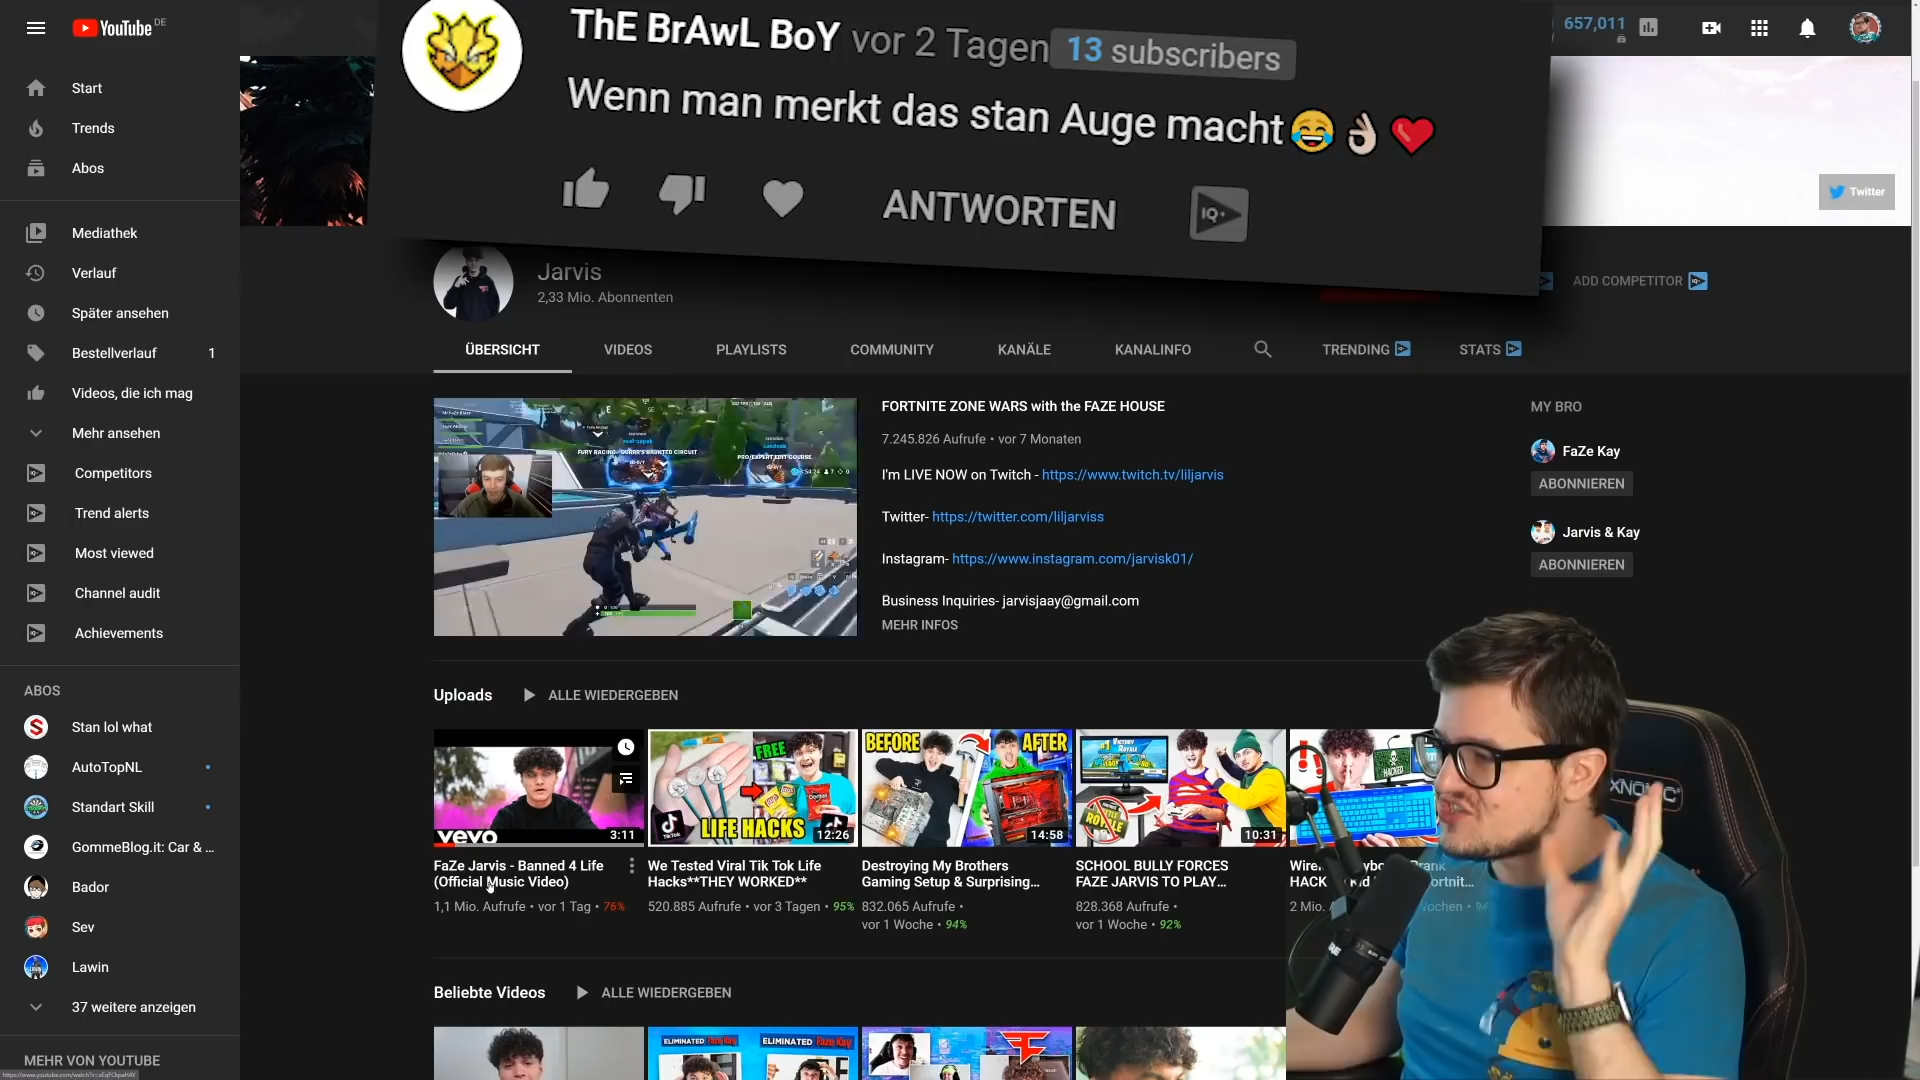 YouTube DE
657,011
ThE BrAwL BoY vor 2 Tagen 13 subscribers
Wenn man merkt das stan Auge macht😂👌🏻❤️
ANTWORTEN
IQ+
Start
Trends
Abos
Mediathek
Verlauf
Später ansehen
Bestellverlauf 1
Videos, die ich mag
Mehr ansehen
Competitors
Trend alerts
Most viewed
Channel audit
Achievements
ABOS
Stan lol what
AutoTopNL
Standart Skill
GommeBlog.it: Car & ...
Bador
Sev
Lawin
37 weitere anzeigen
MEHR VON YOUTUBE
Twitter
Jarvis
2,33 Mio. Abonnenten
ADD COMPETITOR
ÜBERSICHT
VIDEOS
PLAYLISTS
COMMUNITY
KANÄLE
KANALINFO
TRENDING
STATS
FORTNITE ZONE WARS with the FAZE HOUSE
7.245.826 Aufrufe • vor 7 Monaten
I'm LIVE NOW on Twitch - https://www.twitch.tv/liljarvis
Twitter- https://twitter.com/liljarviss
Instagram- https://www.instagram.com/jarvisk01/
Business Inquiries- jarvisjaay@gmail.com
MEHR INFOS
MY BRO
FaZe Kay
ABONNIEREN
Jarvis & Kay
ABONNIEREN
Uploads
ALLE WIEDERGEBEN
vevo
3:11
FaZe Jarvis - Banned 4 Life
(Official Music Video)
1,1 Mio. Aufrufe • vor 1 Tag • 76%
FREE
LIFE HACKS
TikTok
12:26
We Tested Viral Tik Tok Life
Hacks**THEY WORKED**
520.885 Aufrufe • vor 3 Tagen • 95%
BEFORE
AFTER
14:58
Destroying My Brothers
Gaming Setup & Surprising...
832.065 Aufrufe •
vor 1 Woche • 94%
VICTORY ROYALE
BATTLE ROYALE
10:31
SCHOOL BULLY FORCES
FAZE JARVIS TO PLAY...
828.368 Aufrufe •
vor 1 Woche • 92%
HACKED
Prank
HACK
2 Mio.
Beliebte Videos
ALLE WIEDERGEBEN
ELIMINATED
ELIMINATED